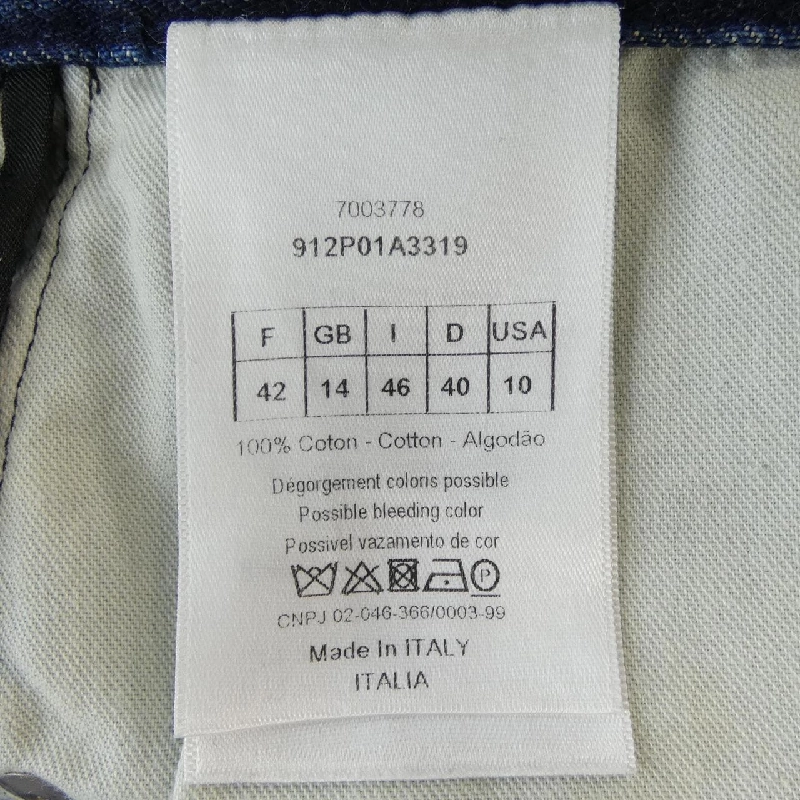 7003778
912P01A3319
F GB I D USA
42 14 46 40 10
100% Coton - Cotton - Algodão
Dégorgement coloris possible
Possible bleeding color
Possivel vazamento de cor
P
CNPJ 02-046-366/0003-99
Made In ITALY
ITALIA